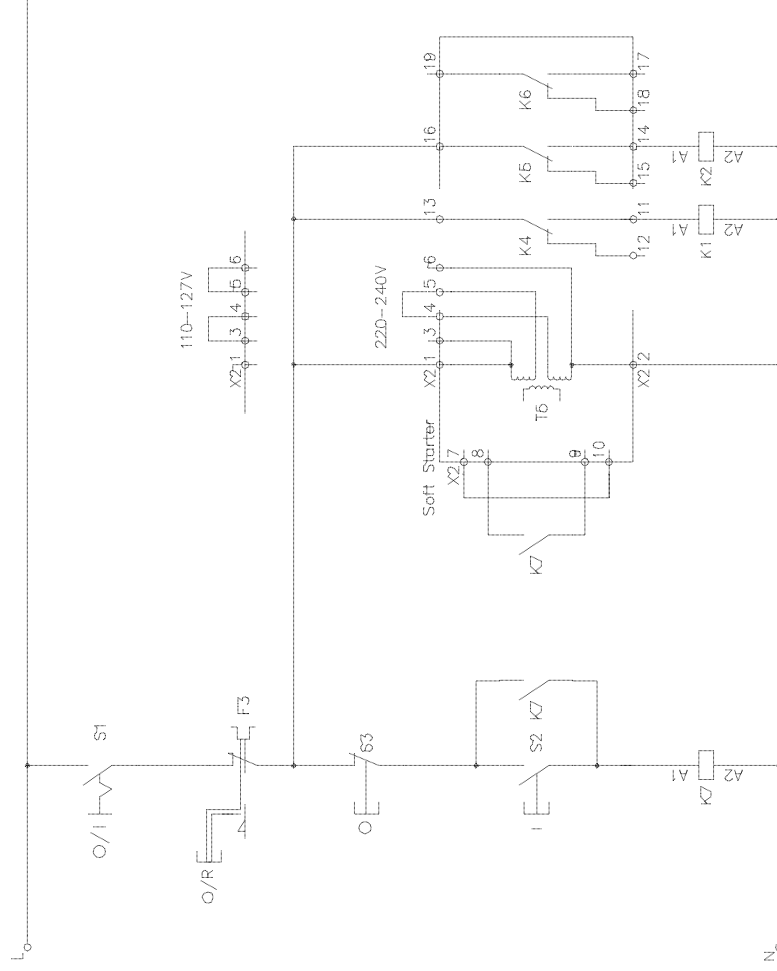 L
O/I
S1
O/R
F3
O
S3
I
S2
K7
K7
A1
A2
K7
Soft Starter
X2
7
8
9
10
K7
110-127V
X2
1
3
4
5
6
220-240V
X2
1
3
4
5
6
T6
X2
2
13
K4
12
11
A1
A2
K1
16
K5
15
14
A1
A2
K2
19
K6
18
17
N